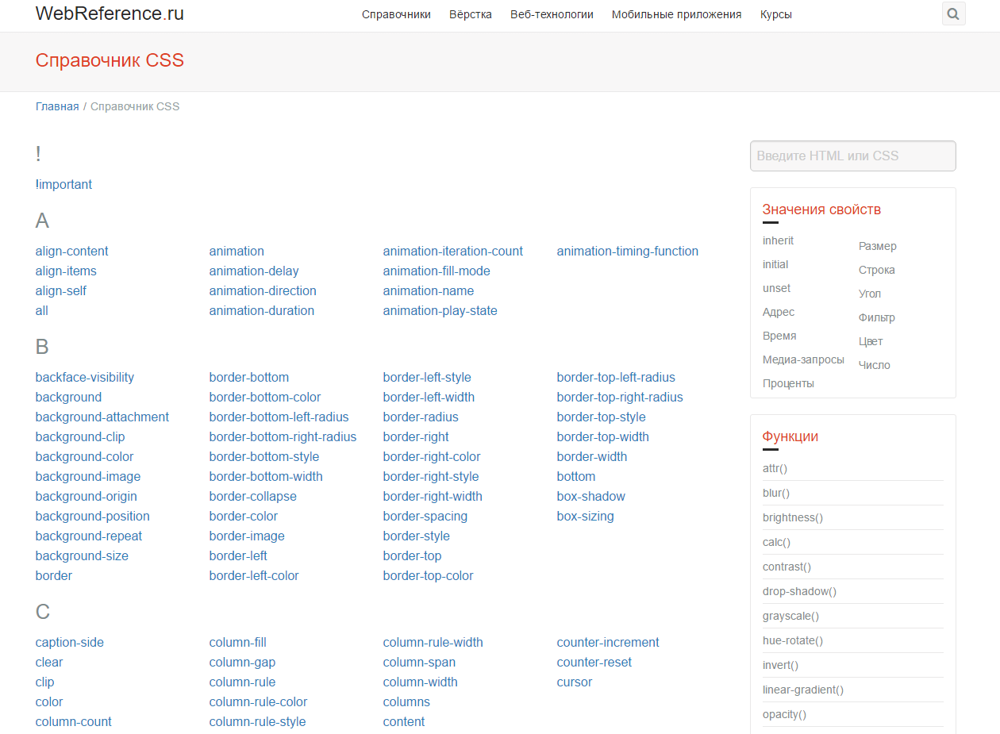 WebReference.ru
Справочники Вёрстка Веб-технологии Мобильные приложения Курсы
Справочник CSS
Главная / Справочник CSS
!
!important
A
align-content animation animation-iteration-count animation-timing-function
align-items animation-delay animation-fill-mode
align-self animation-direction animation-name
all animation-duration animation-play-state
B
backface-visibility border-bottom border-left-style border-top-left-radius
background border-bottom-color border-left-width border-top-right-radius
background-attachment border-bottom-left-radius border-radius border-top-style
background-clip border-bottom-right-radius border-right border-top-width
background-color border-bottom-style border-right-color border-width
background-image border-bottom-width border-right-style bottom
background-origin border-collapse border-right-width box-shadow
background-position border-color border-spacing box-sizing
background-repeat border-image border-style
background-size border-left border-top
border border-left-color border-top-color
C
caption-side column-fill column-rule-width counter-increment
clear column-gap column-span counter-reset
clip column-rule column-width cursor
color column-rule-color columns
column-count column-rule-style content
Введите HTML или CSS
Значения свойств
inherit
initial
unset
Адрес
Время
Медиа-запросы
Проценты
Размер
Строка
Угол
Фильтр
Цвет
Число
Функции
attr()
blur()
brightness()
calc()
contrast()
drop-shadow()
grayscale()
hue-rotate()
invert()
linear-gradient()
opacity()